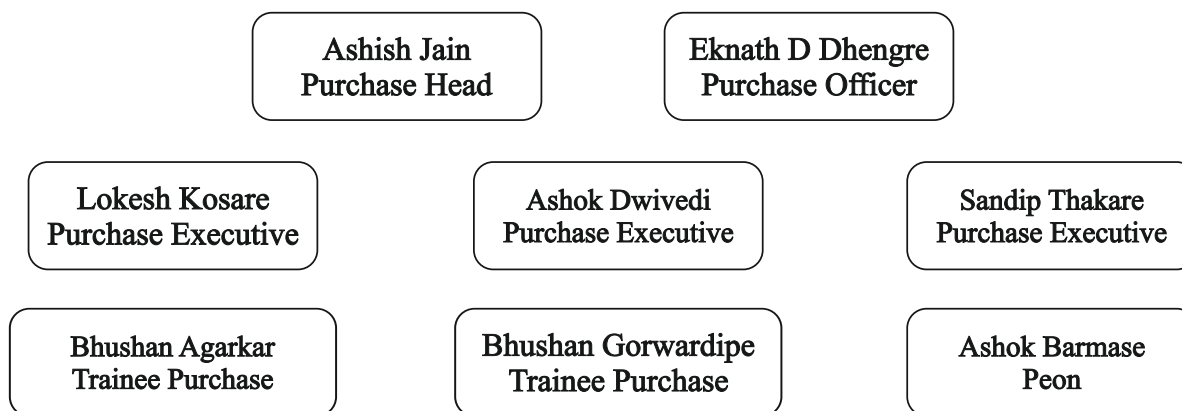 Ashish Jain
Purchase Head
Eknath D Dhengre
Purchase Officer
Lokesh Kosare
Purchase Executive
Ashok Dwivedi
Purchase Executive
Sandip Thakare
Purchase Executive
Bhushan Agarkar
Trainee Purchase
Bhushan Gorwardipe
Trainee Purchase
Ashok Barmase
Peon